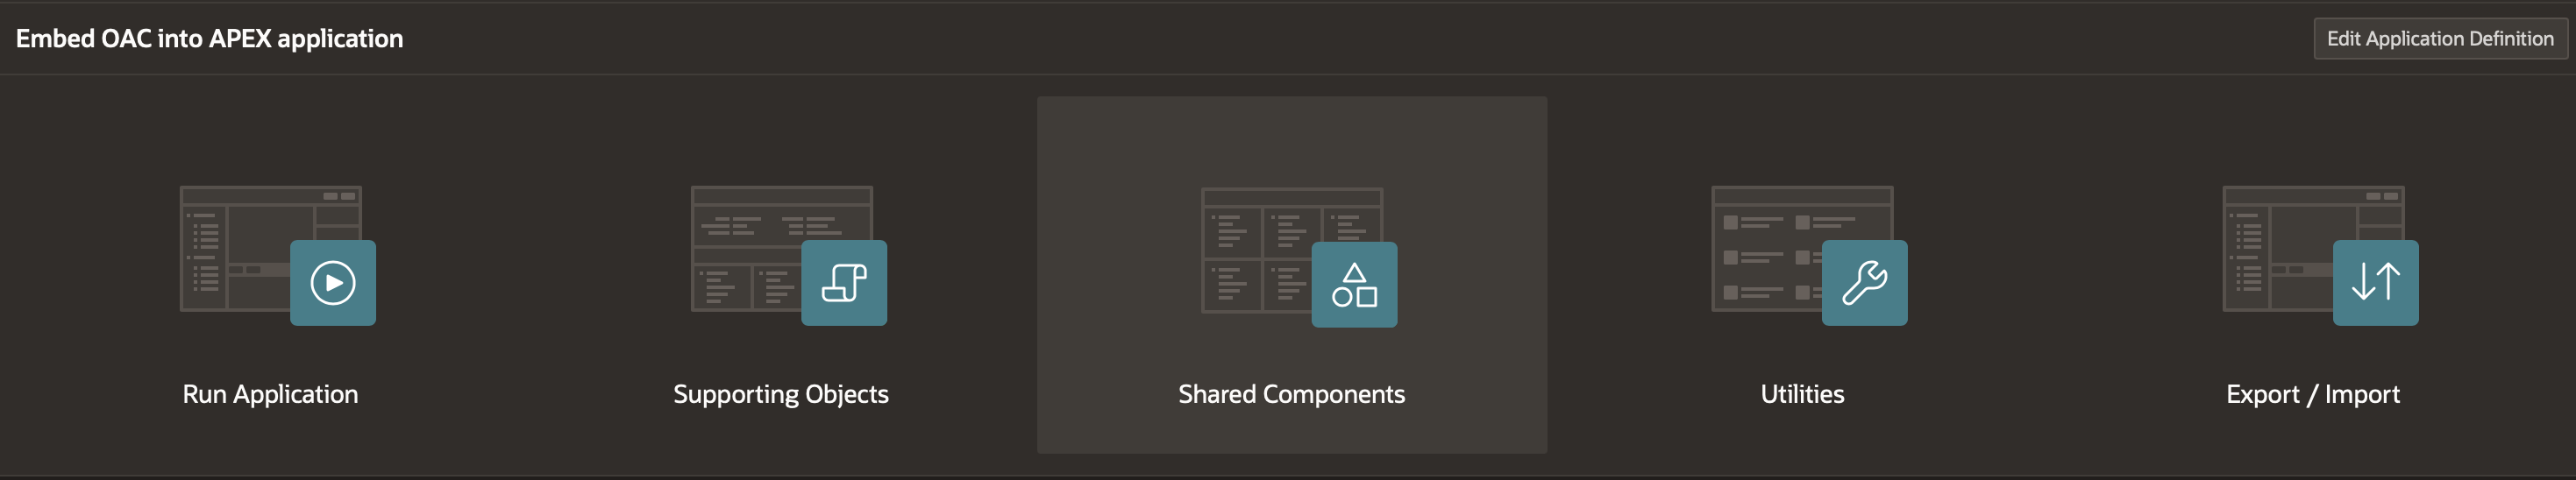 Embed OAC into APEX application
Edit Application Definition
Run Application
Supporting Objects
Shared Components
Utilities
Export / Import